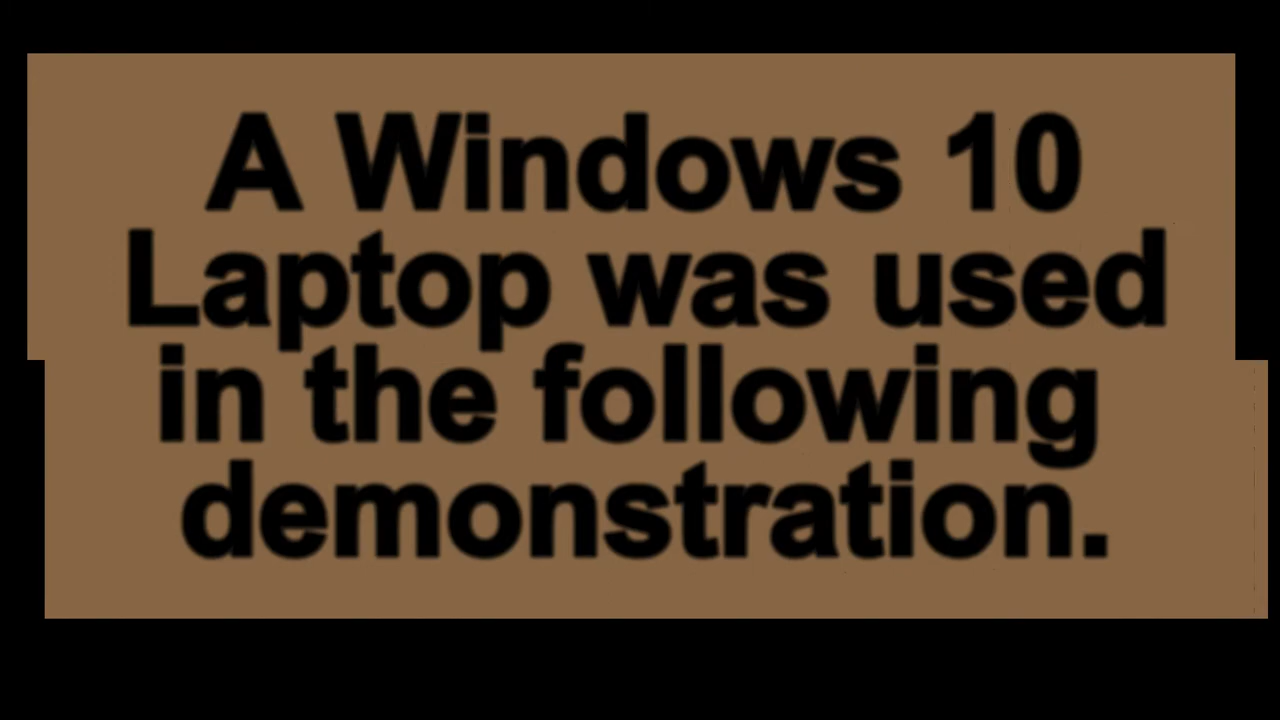 A Windows 10
Laptop was used
in the following
demonstration.